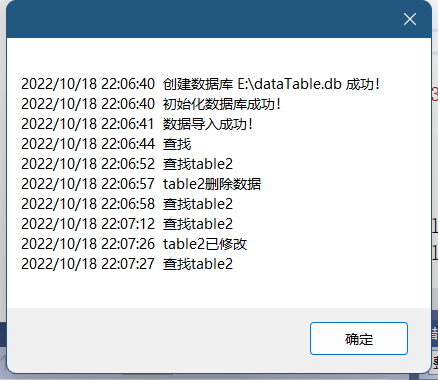 2022/10/18 22:06:40 创建数据库 E:\dataTable.db 成功!
2022/10/18 22:06:40 初始化数据库成功!
2022/10/18 22:06:41 数据导入成功!
2022/10/18 22:06:44 查找
2022/10/18 22:06:52 查找table2
2022/10/18 22:06:57 table2删除数据
2022/10/18 22:06:58 查找table2
2022/10/18 22:07:12 查找table2
2022/10/18 22:07:26 table2已修改
2022/10/18 22:07:27 查找table2
确定